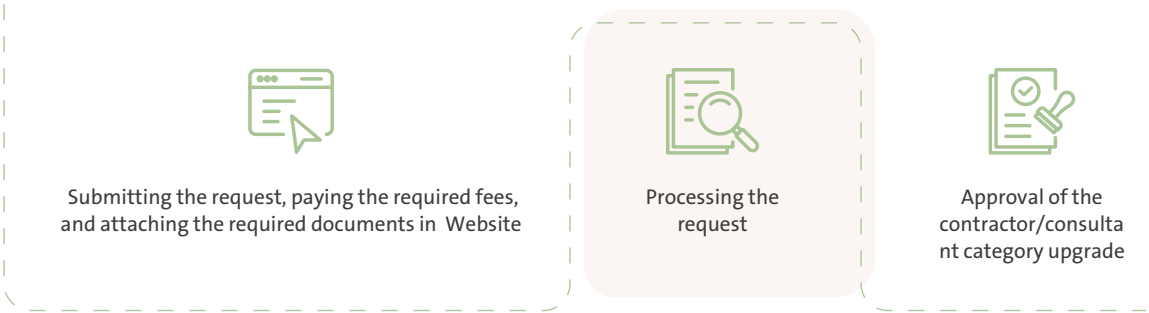 Submitting the request, paying the required fees,
and attaching the required documents in  Website
Processing the
request
Approval of the
contractor/consulta
nt category upgrade